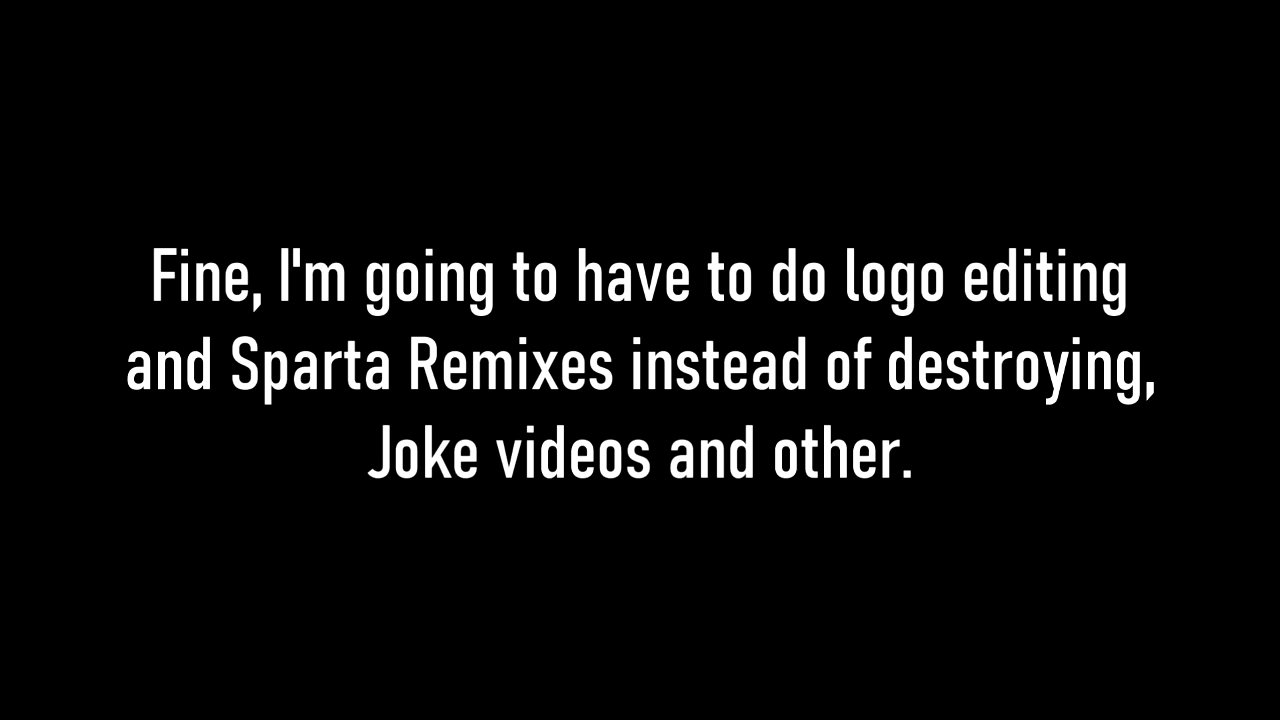 Fine, I'm going to have to do logo editing
and Sparta Remixes instead of destroying,
Joke videos and other.